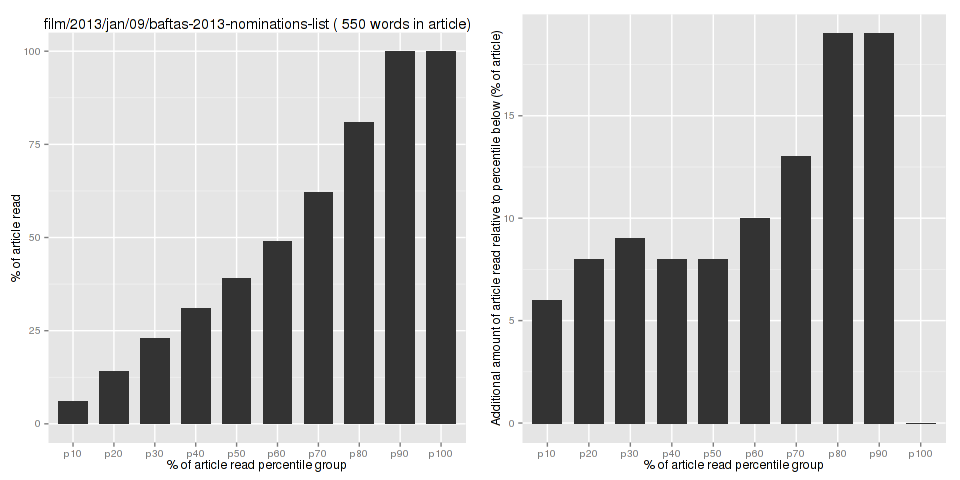 film/2013/jan/09/baftas-2013-nominations-list ( 550 words in article)
% of article read
100
75
50
25
0
p10 p20 p30 p40 p50 p60 p70 p80 p90 p100
% of article read percentile group
Additional amount of article read relative to percentile below (% of article)
15
10
5
0
p10 p20 p30 p40 p50 p60 p70 p80 p90 p100
% of article read percentile group